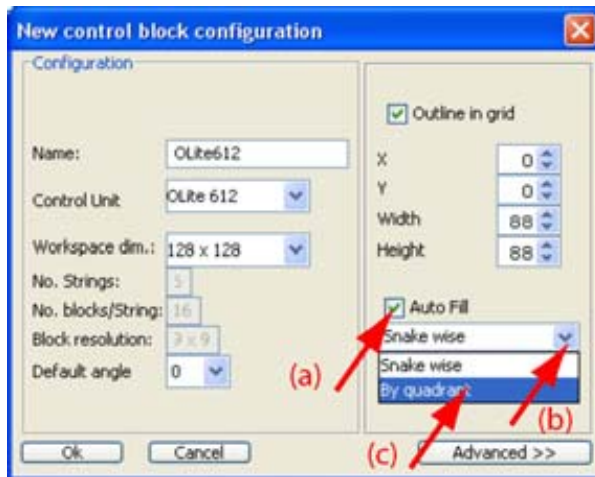 New control block configuration
Configuration
Name: OLite612
Control Unit OLite 612
Workspace dim.: 128 x 128
No. Strings: 5
No. blocks/String: 16
Block resolution: x 9
Default angle 0
Outline in grid
X 0
Y 0
Width 88
Height 88
Auto Fill
Snake wise
Snake wise
By quadrant
(a)
(b)
(c)
Ok Cancel Advanced >>